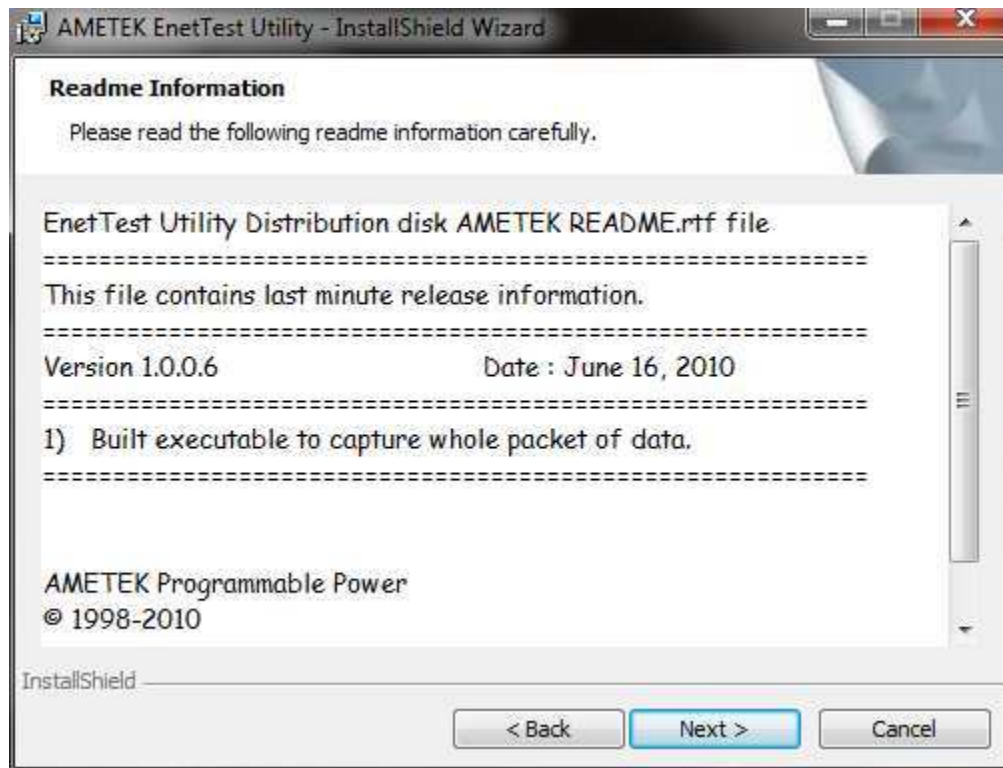 AMETEK EnetTest Utility - InstallShield Wizard
Readme Information
Please read the following readme information carefully.
EnetTest Utility Distribution disk AMETEK README.rtf file
===========================================================
This file contains last minute release information.
===========================================================
Version 1.0.0.6 Date : June 16, 2010
===========================================================
1) Built executable to capture whole packet of data.
===========================================================
AMETEK Programmable Power
© 1998-2010
InstallShield
< Back Next > Cancel